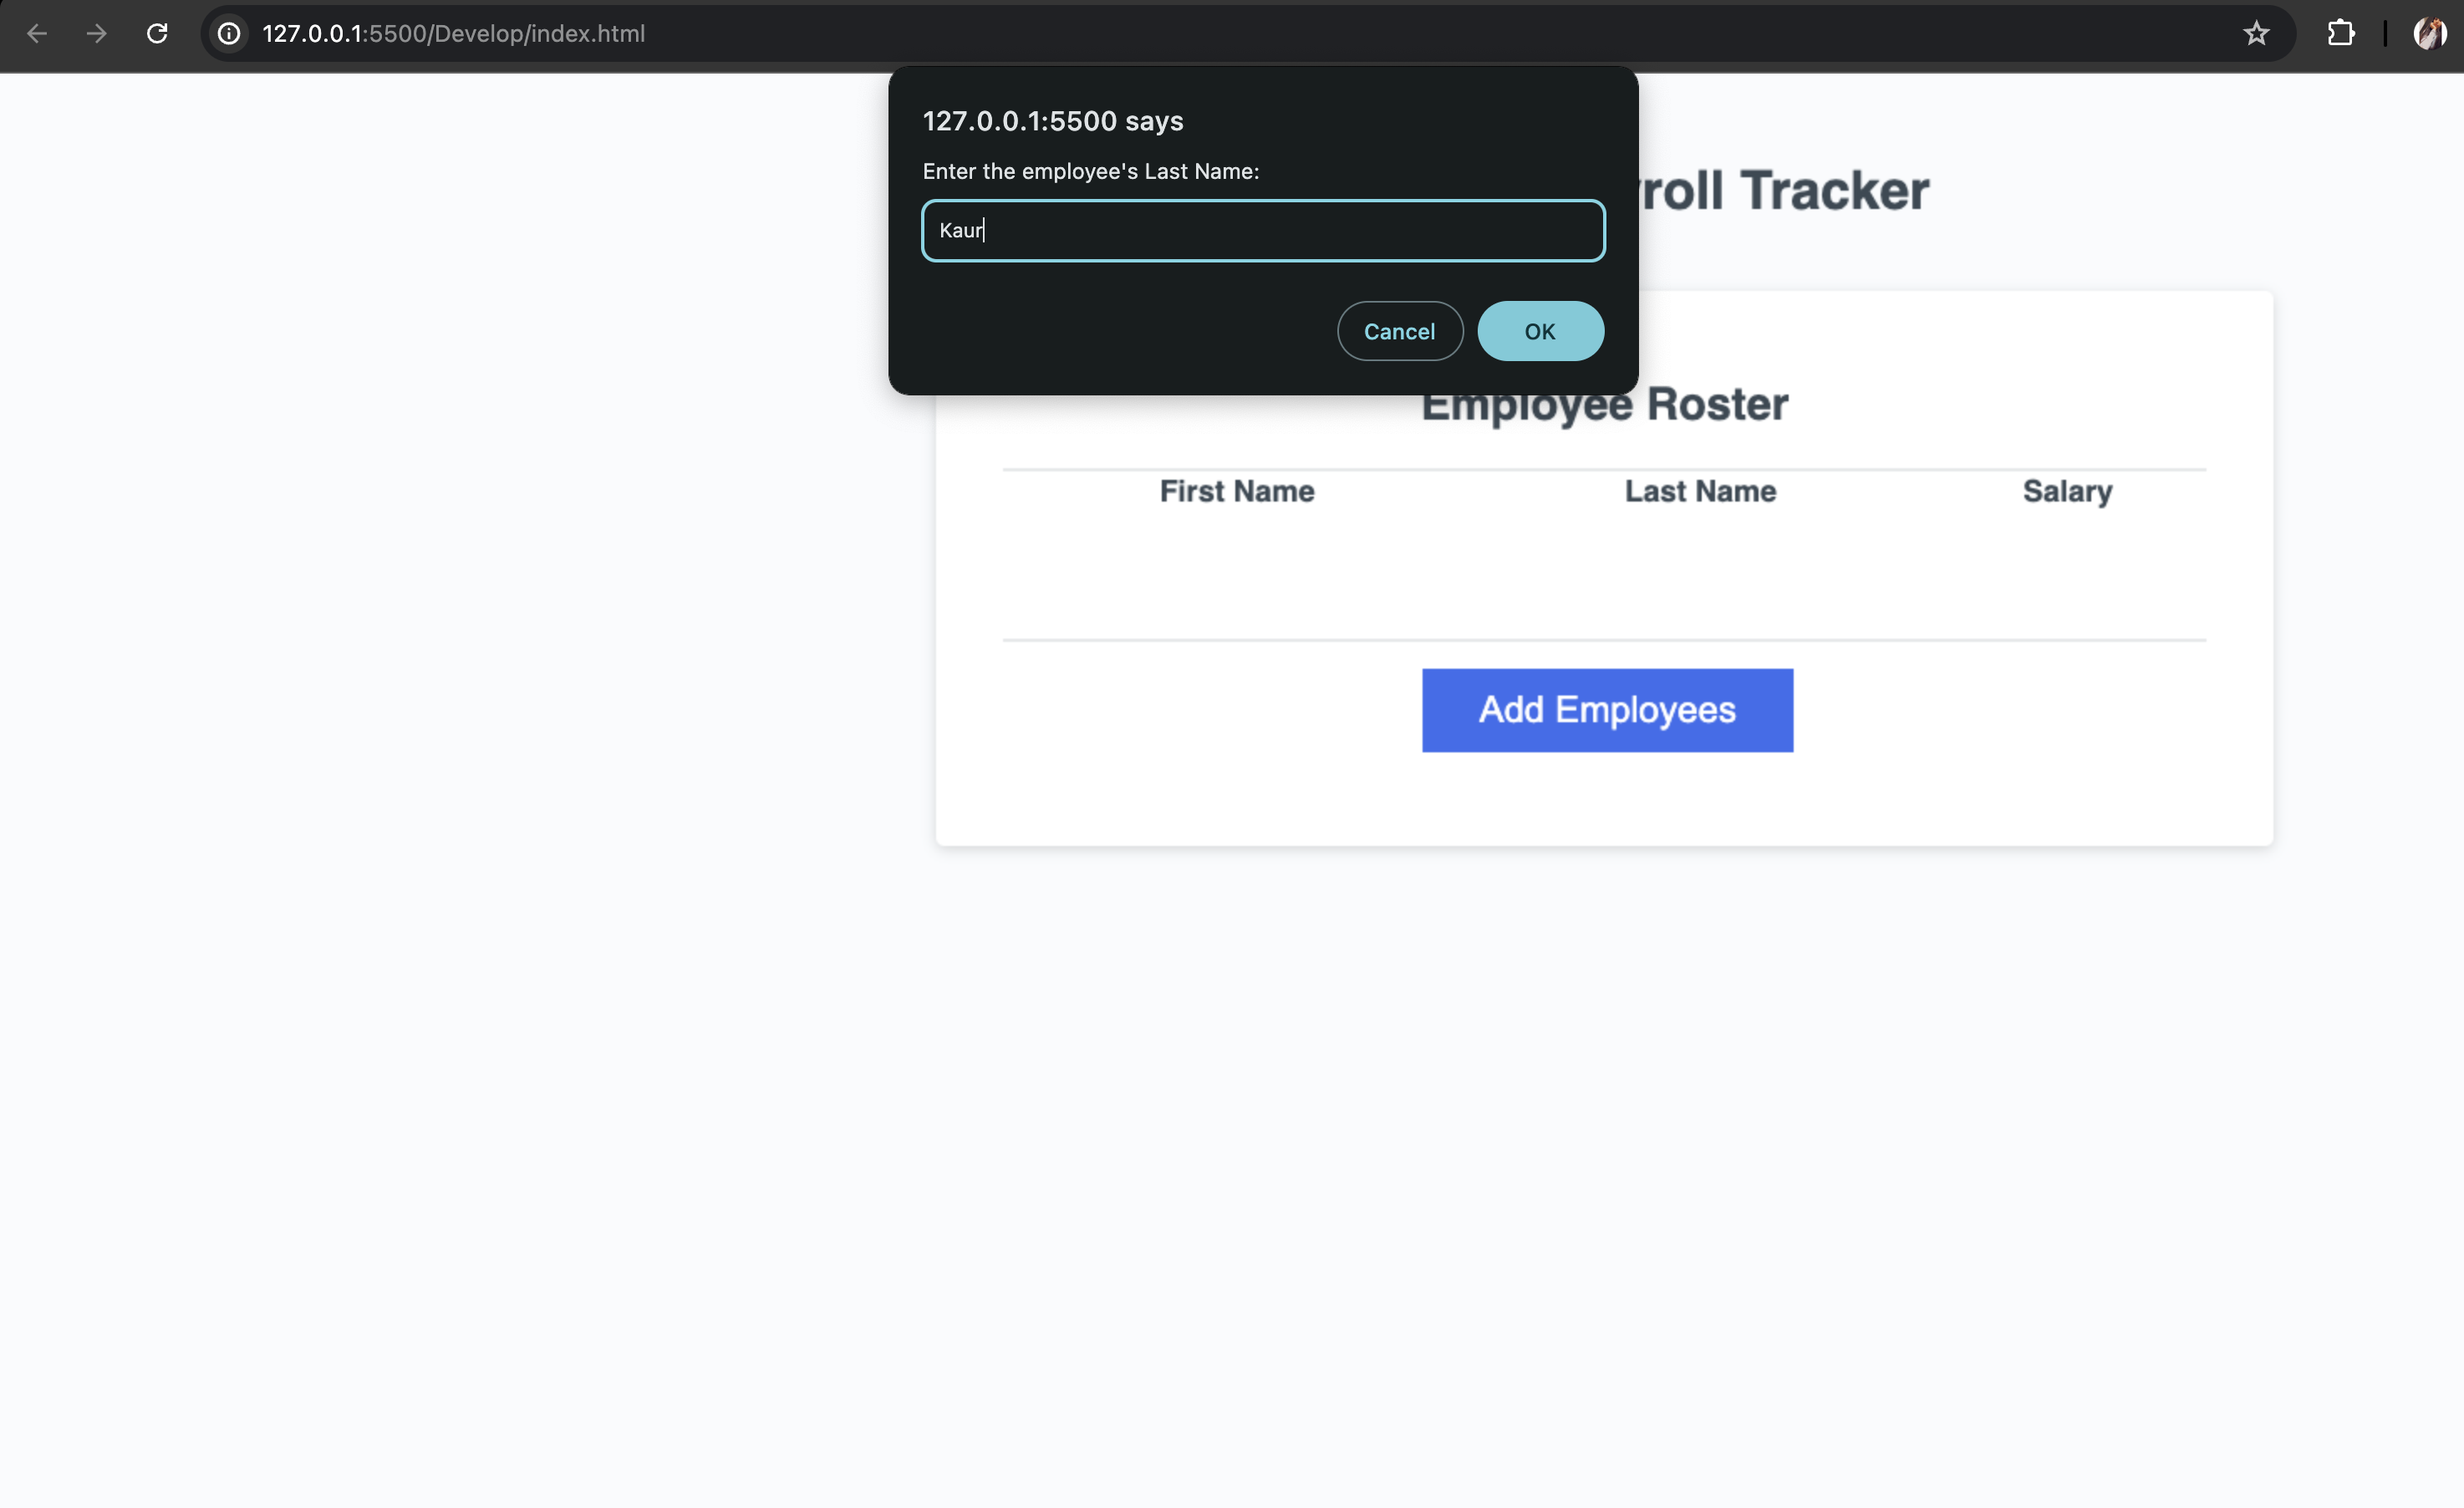 127.0.0.1:5500/Develop/index.html
127.0.0.1:5500 says
Enter the employee's Last Name:
Kaur
Cancel OK
roll Tracker
Employee Roster
First Name Last Name Salary
Add Employees